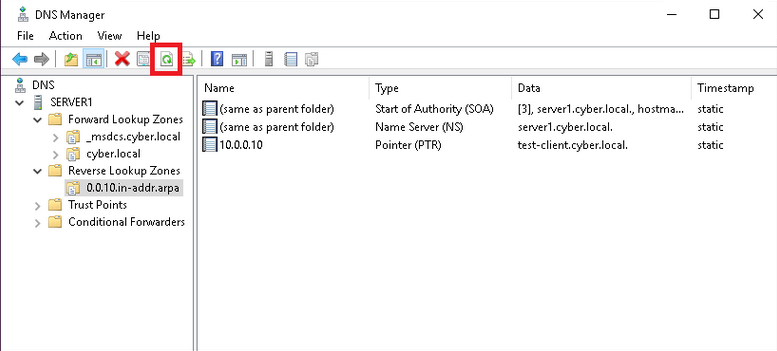 DNS Manager
File Action View Help
DNS
SERVER1
Forward Lookup Zones
_msdcs.cyber.local
cyber.local
Reverse Lookup Zones
0.0.10.in-addr.arpa
Trust Points
Conditional Forwarders
Name Type Data Timestamp
(same as parent folder) Start of Authority (SOA) [3], server1.cyber.local., hostma... static
(same as parent folder) Name Server (NS) server1.cyber.local. static
10.0.0.10 Pointer (PTR) test-client.cyber.local. static